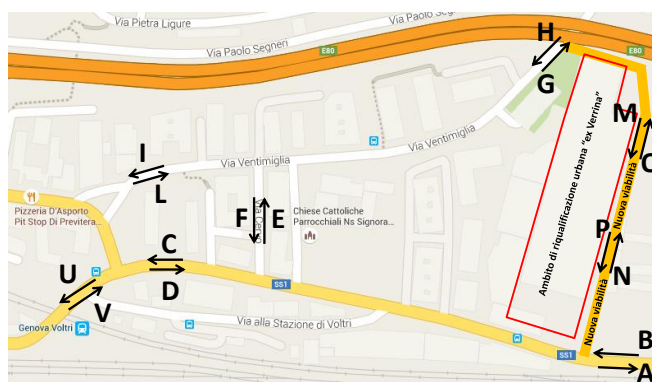 Via Pietra Ligure
Via Paolo Segneri
Via Paolo Segneri
E80
E80
H
G
M
O
I
L
Via Ventimiglia
Via Ventimiglia
Ambito di riqualificazione urbana "ex Verrina"
Nuova viabilità
F
E
Pizzeria D'Asporto
Pit Stop Di Previtera...
Chiese Cattoliche
Parrocchiali Ns Signora...
C
D
P
N
U
V
SS1
Nuova viabilità
Genova Voltri
Via alla Stazione di Voltri
SS1
B
A